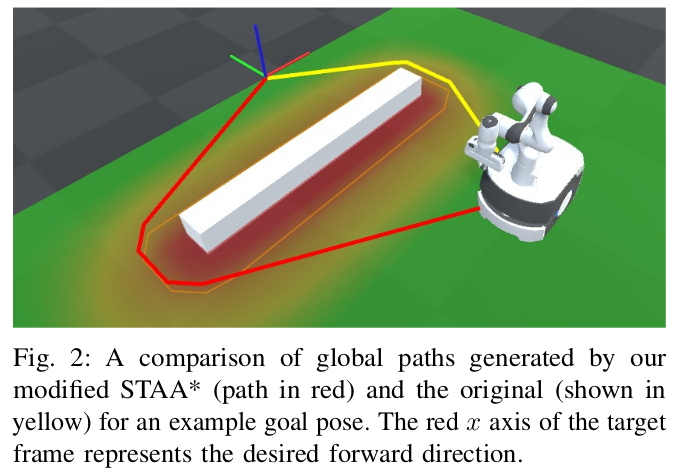 Fig. 2: A comparison of global paths generated by our
modified STAA* (path in red) and the original (shown in
yellow) for an example goal pose. The red x axis of the target
frame represents the desired forward direction.